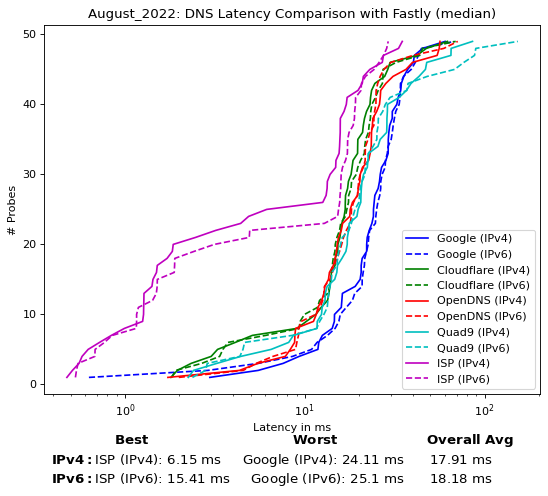 August_2022: DNS Latency Comparison with Fastly (median)
50
40
30
20
10
0
# Probes
Google (IPv4)
Google (IPv6)
Cloudflare (IPv4)
Cloudflare (IPv6)
OpenDNS (IPv4)
OpenDNS (IPv6)
Quad9 (IPv4)
Quad9 (IPv6)
ISP (IPv4)
ISP (IPv6)
10⁰ 10¹ 10²
Latency in ms
Best Worst Overall Avg
IPv4: ISP (IPv4): 6.15 ms Google (IPv4): 24.11 ms 17.91 ms
IPv6: ISP (IPv6): 15.41 ms Google (IPv6): 25.1 ms 18.18 ms